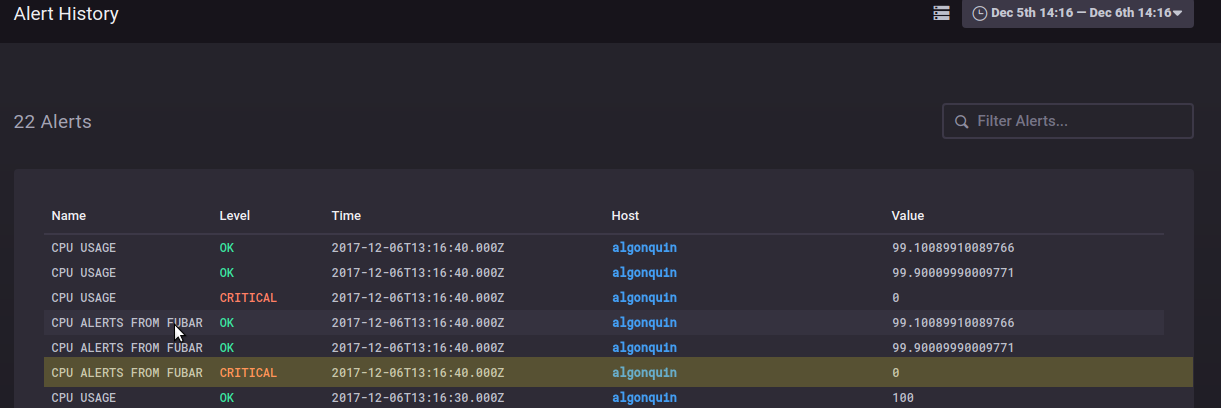 Alert History
Dec 5th 14:16 — Dec 6th 14:16
22 Alerts
Filter Alerts...
Name Level Time Host Value
CPU USAGE OK 2017-12-06T13:16:40.000Z algonquin 99.10089910089766
CPU USAGE OK 2017-12-06T13:16:40.000Z algonquin 99.90009990009771
CPU USAGE CRITICAL 2017-12-06T13:16:40.000Z algonquin 0
CPU ALERTS FROM FUBAR OK 2017-12-06T13:16:40.000Z algonquin 99.10089910089766
CPU ALERTS FROM FUBAR OK 2017-12-06T13:16:40.000Z algonquin 99.90009990009771
CPU ALERTS FROM FUBAR CRITICAL 2017-12-06T13:16:40.000Z algonquin 0
CPU USAGE OK 2017-12-06T13:16:30.000Z algonquin 100